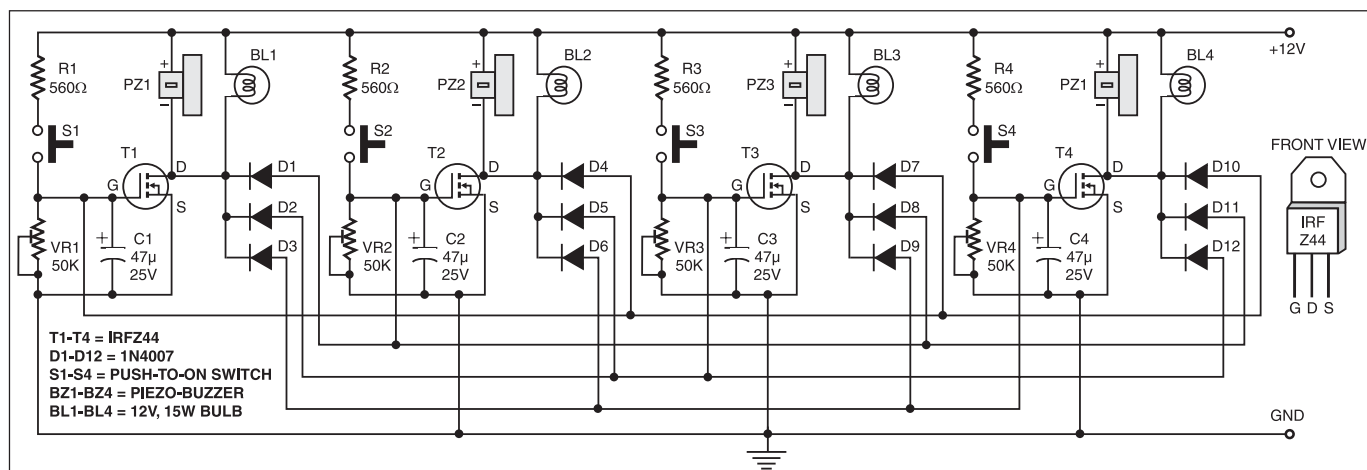 +12V
R1
560Ω
PZ1
+
−
BL1
S1
T1
D
G
S
D1
D2
D3
VR1
50K
+
C1
47µ
25V
R2
560Ω
PZ2
+
−
BL2
S2
T2
D
G
S
D4
D5
D6
VR2
50K
+
C2
47µ
25V
R3
560Ω
PZ3
+
−
BL3
S3
T3
D
G
S
D7
D8
D9
VR3
50K
+
C3
47µ
25V
R4
560Ω
PZ1
+
−
BL4
S4
T4
D
G
S
D10
D11
D12
VR4
50K
+
C4
47µ
25V
FRONT VIEW
IRF
Z44
G D S
T1-T4 = IRFZ44
D1-D12 = 1N4007
S1-S4 = PUSH-TO-ON SWITCH
BZ1-BZ4 = PIEZO-BUZZER
BL1-BL4 = 12V, 15W BULB
GND